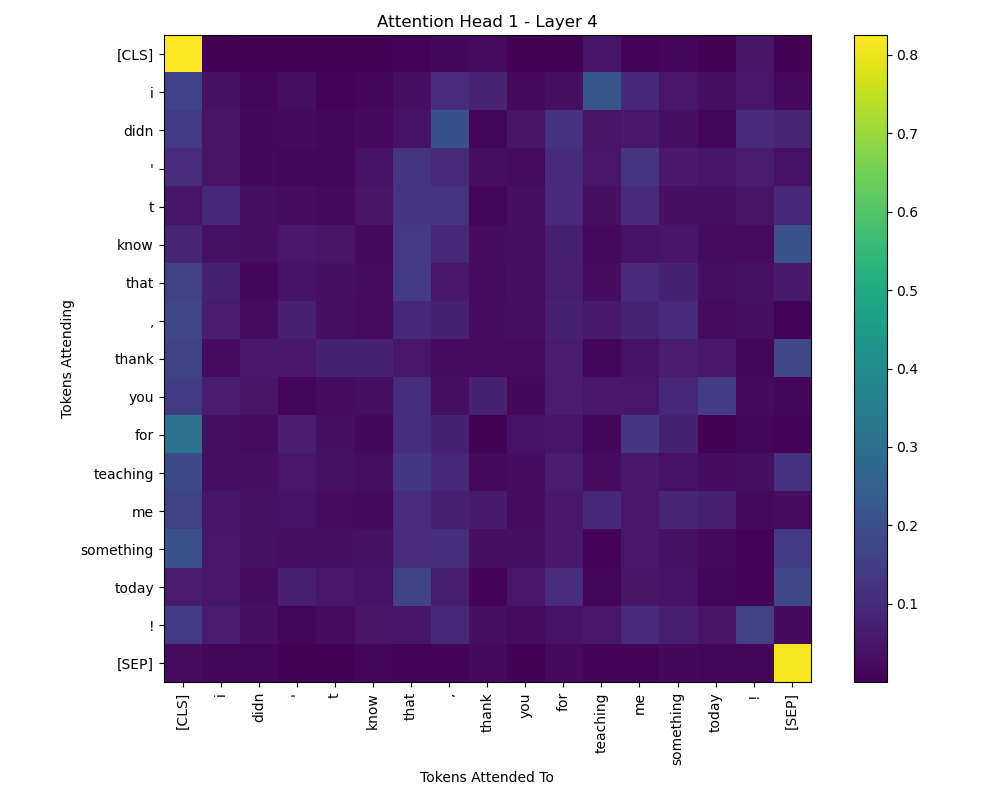 Attention Head 1 - Layer 4
Tokens Attending
[CLS]
i
didn
'
t
know
that
,
thank
you
for
teaching
me
something
today
!
[SEP]
[CLS]
i
didn
'
t
know
that
,
thank
you
for
teaching
me
something
today
!
[SEP]
Tokens Attended To
0.8
0.7
0.6
0.5
0.4
0.3
0.2
0.1